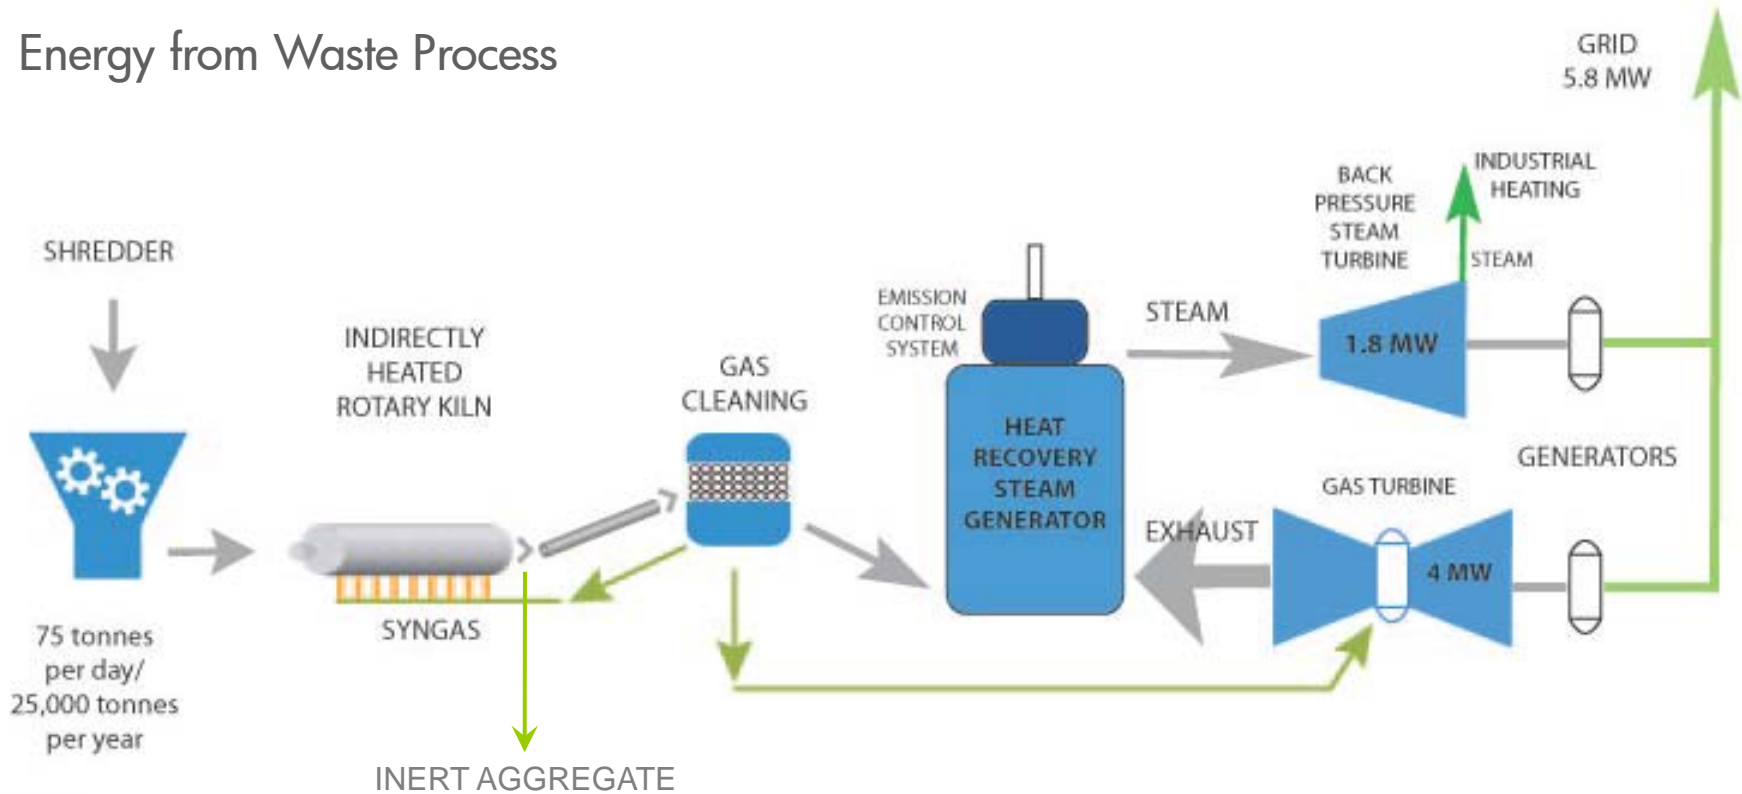 Energy from Waste Process
GRID
5.8 MW
INDUSTRIAL
HEATING
BACK
PRESSURE
STEAM
TURBINE
STEAM
SHREDDER
EMISSION
CONTROL
SYSTEM
STEAM
1.8 MW
INDIRECTLY
HEATED
ROTARY KILN
GAS
CLEANING
HEAT
RECOVERY
STEAM
GENERATOR
GENERATORS
GAS TURBINE
EXHAUST
4 MW
SYNGAS
75 tonnes
per day/
25,000 tonnes
per year
INERT AGGREGATE